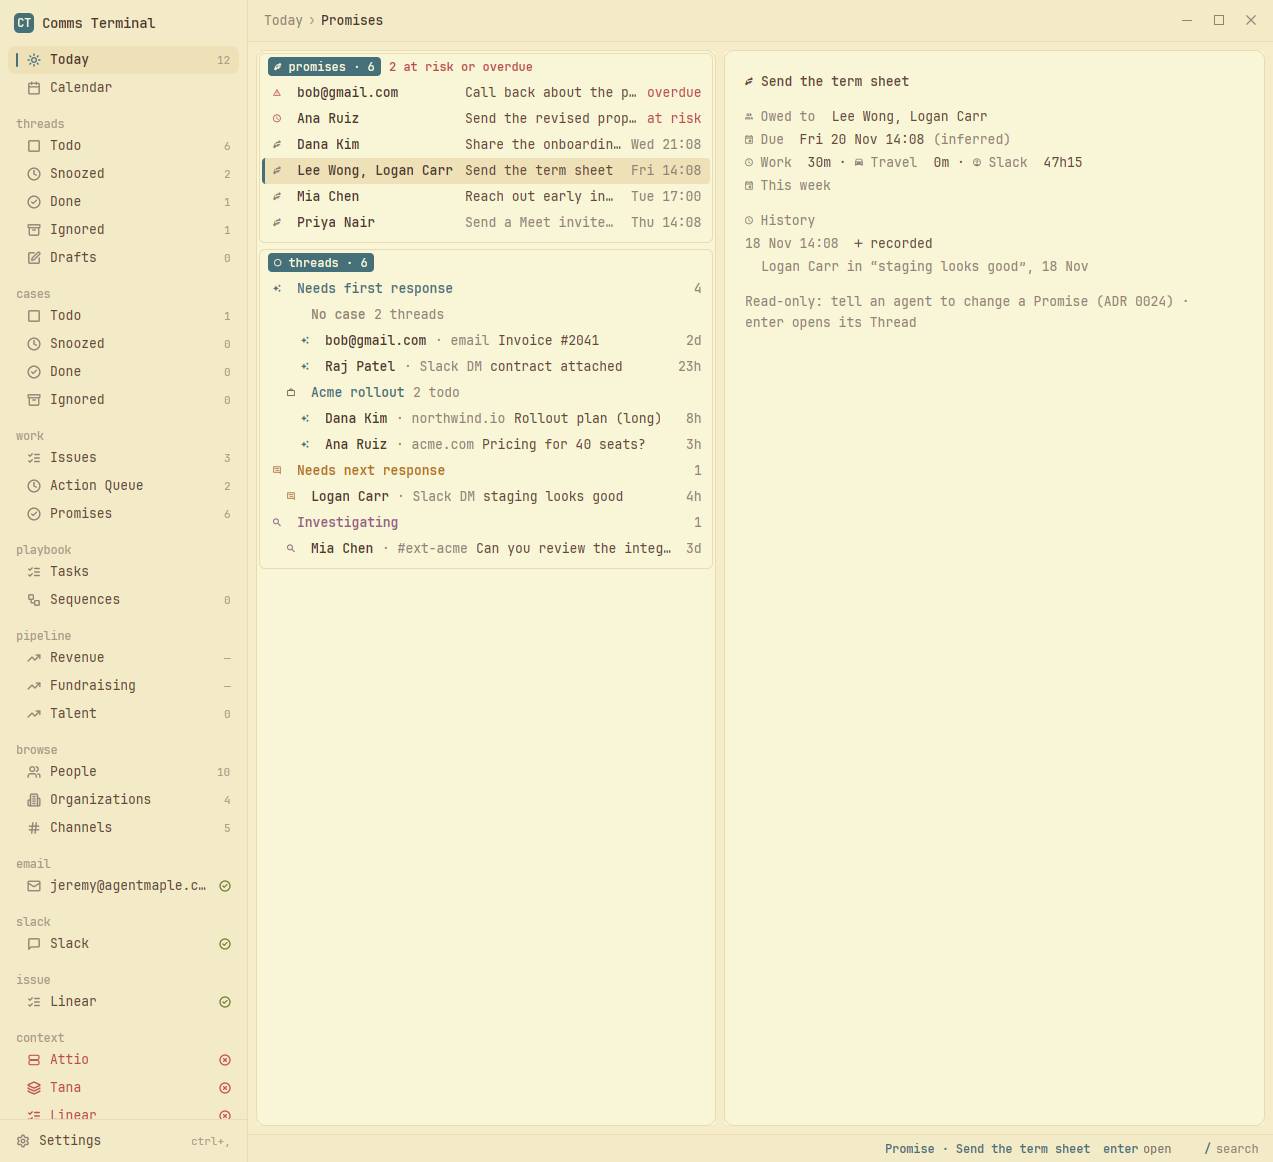 CT Comms Terminal
Today 12
Calendar
threads
Todo 6
Snoozed 2
Done 1
Ignored 1
Drafts 0
cases
Todo 1
Snoozed 0
Done 0
Ignored 0
work
Issues 3
Action Queue 2
Promises 6
playbook
Tasks
Sequences 0
pipeline
Revenue —
Fundraising —
Talent 0
browse
People 10
Organizations 4
Channels 5
email
jeremy@agentmaple.c…
slack
Slack
issue
Linear
context
Attio
Tana
Linear
Settings ctrl+,
Today › Promises
promises · 6 2 at risk or overdue
bob@gmail.com Call back about the p… overdue
Ana Ruiz Send the revised prop… at risk
Dana Kim Share the onboardin… Wed 21:08
Lee Wong, Logan Carr Send the term sheet Fri 14:08
Mia Chen Reach out early in… Tue 17:00
Priya Nair Send a Meet invite… Thu 14:08
threads · 6
Needs first response 4
No case 2 threads
bob@gmail.com · email Invoice #2041 2d
Raj Patel · Slack DM contract attached 23h
Acme rollout 2 todo
Dana Kim · northwind.io Rollout plan (long) 8h
Ana Ruiz · acme.com Pricing for 40 seats? 3h
Needs next response 1
Logan Carr · Slack DM staging looks good 4h
Investigating 1
Mia Chen · #ext-acme Can you review the integ… 3d
Send the term sheet
Owed to Lee Wong, Logan Carr
Due Fri 20 Nov 14:08 (inferred)
Work 30m · Travel 0m · Slack 47h15
This week
History
18 Nov 14:08 + recorded
Logan Carr in “staging looks good”, 18 Nov
Read-only: tell an agent to change a Promise (ADR 0024) ·
enter opens its Thread
Promise · Send the term sheet enter open / search